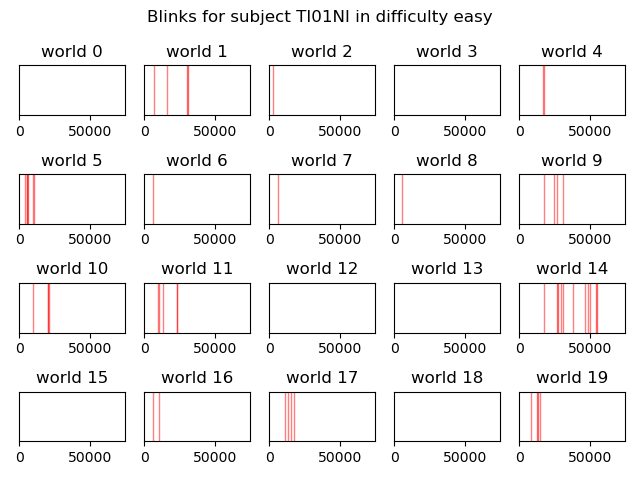 Blinks for subject TI01NI in difficulty easy
world 0 world 1 world 2 world 3 world 4
0 50000 0 50000 0 50000 0 50000 0 50000
world 5 world 6 world 7 world 8 world 9
0 50000 0 50000 0 50000 0 50000 0 50000
world 10 world 11 world 12 world 13 world 14
0 50000 0 50000 0 50000 0 50000 0 50000
world 15 world 16 world 17 world 18 world 19
0 50000 0 50000 0 50000 0 50000 0 50000